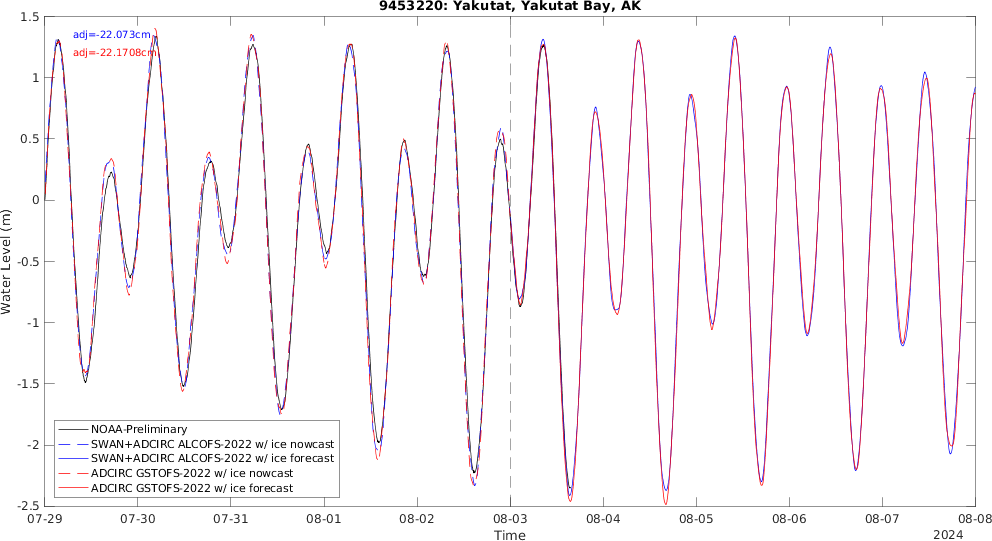 9453220: Yakutat, Yakutat Bay, AK
adj=-22.073cm
adj=-22.1708cm
Water Level (m)
1.5
1
0.5
0
-0.5
-1
-1.5
-2
-2.5
NOAA-Preliminary
SWAN+ADCIRC ALCOFS-2022 w/ ice nowcast
SWAN+ADCIRC ALCOFS-2022 w/ ice forecast
ADCIRC GSTOFS-2022 w/ ice nowcast
ADCIRC GSTOFS-2022 w/ ice forecast
07-29 07-30 07-31 08-01 08-02 08-03 08-04 08-05 08-06 08-07 08-08
Time
2024